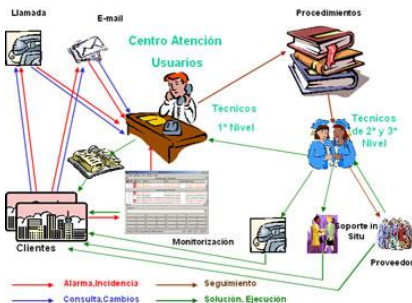 Llamada
E-mail
Procedimientos
Centro Atención
Usuarios
Técnicos
1º Nivel
Técnicos
de 2º y 3º
Nivel
Monitorización
Clientes
Soporte in
Situ
Proveedor
Alarma,Incidencia
Seguimiento
Consulta,Cambios
Solución, Ejecución